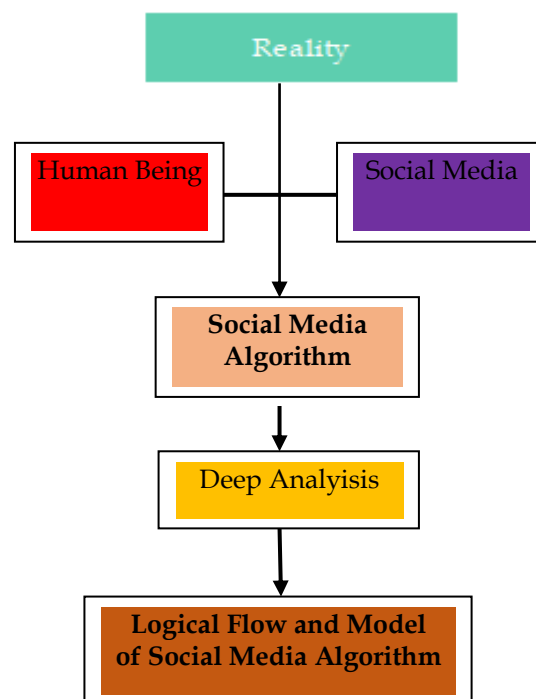 Reality
Human Being
Social Media
Social Media
Algorithm
Deep Analyisis
Logical Flow and Model
of Social Media Algorithm